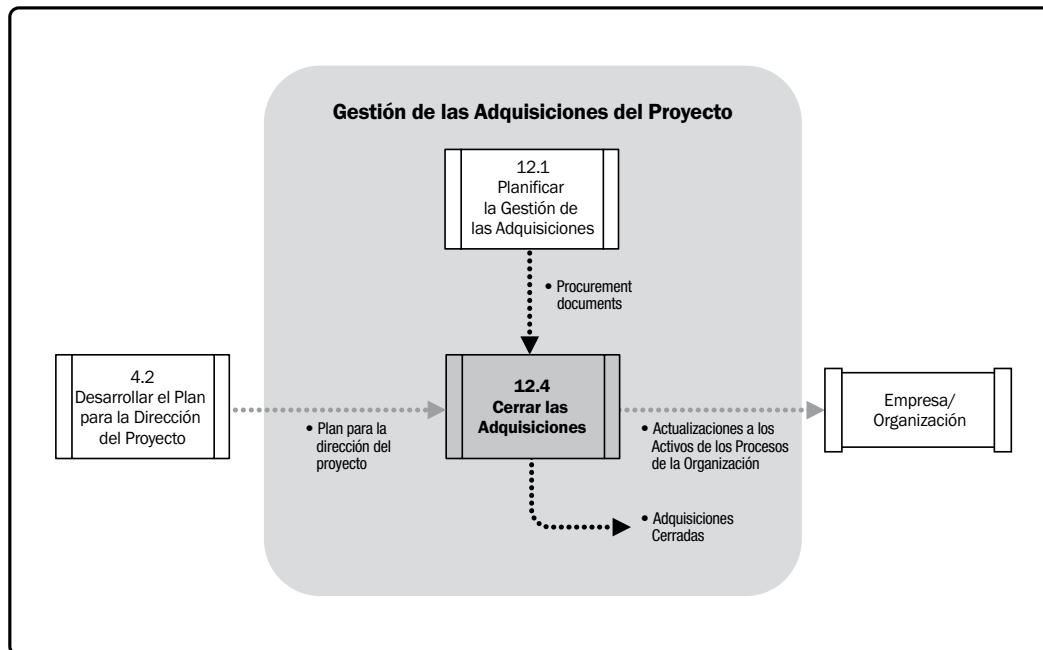 Gestión de las Adquisiciones del Proyecto
12.1
Planificar
la Gestión de
las Adquisiciones
• Procurement
documents
4.2
Desarrollar el Plan
para la Dirección
del Proyecto
• Plan para la
dirección del
proyecto
12.4
Cerrar las
Adquisiciones
• Actualizaciones a los
Activos de los Procesos
de la Organización
Empresa/
Organización
• Adquisiciones
Cerradas